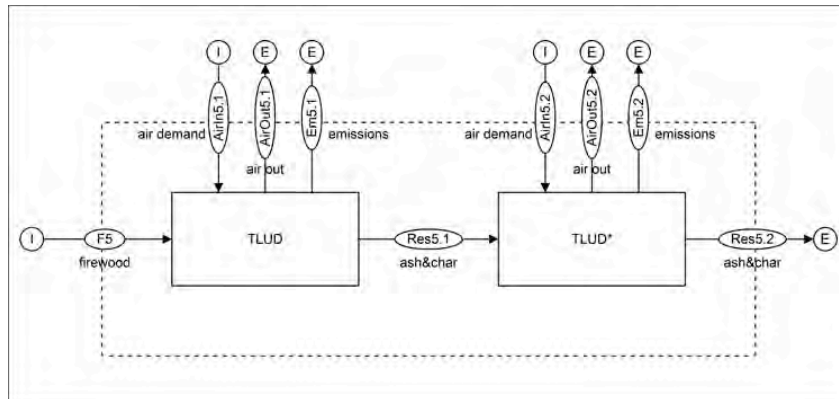 I E E I E E
AirIn5.1 AirOut5.1 Em5.1 AirIn5.2 AirOut5.2 Em5.2
air demand emissions air demand emissions
air out air out
I F5 TLUD Res5.1 TLUD* Res5.2 E
firewood ash&char ash&char